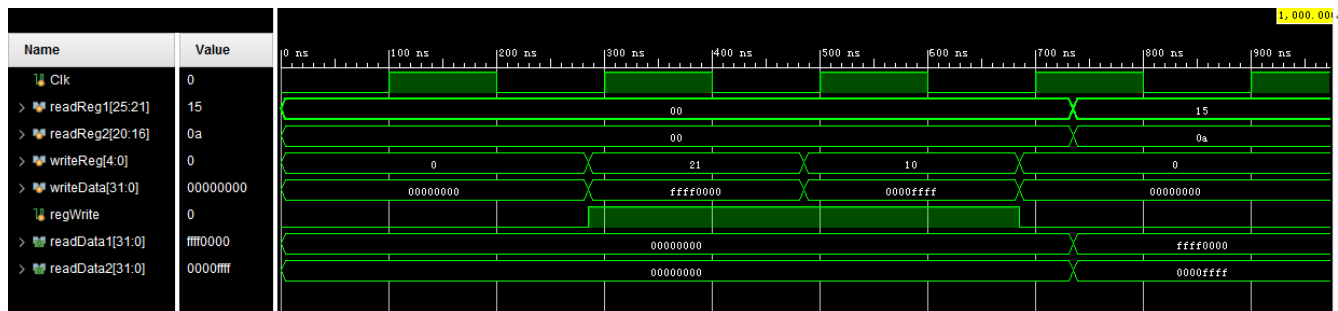 1,000.00
Name Value
0 ns 100 ns 200 ns 300 ns 400 ns 500 ns 600 ns 700 ns 800 ns 900 ns
Clk 0
readReg1[25:21] 15 00 15
readReg2[20:16] 0a 00 0a
writeReg[4:0] 0 0 21 10 0
writeData[31:0] 00000000 00000000 ffff0000 0000ffff 00000000
regWrite 0
readData1[31:0] ffff0000 00000000 ffff0000
readData2[31:0] 0000ffff 00000000 0000ffff